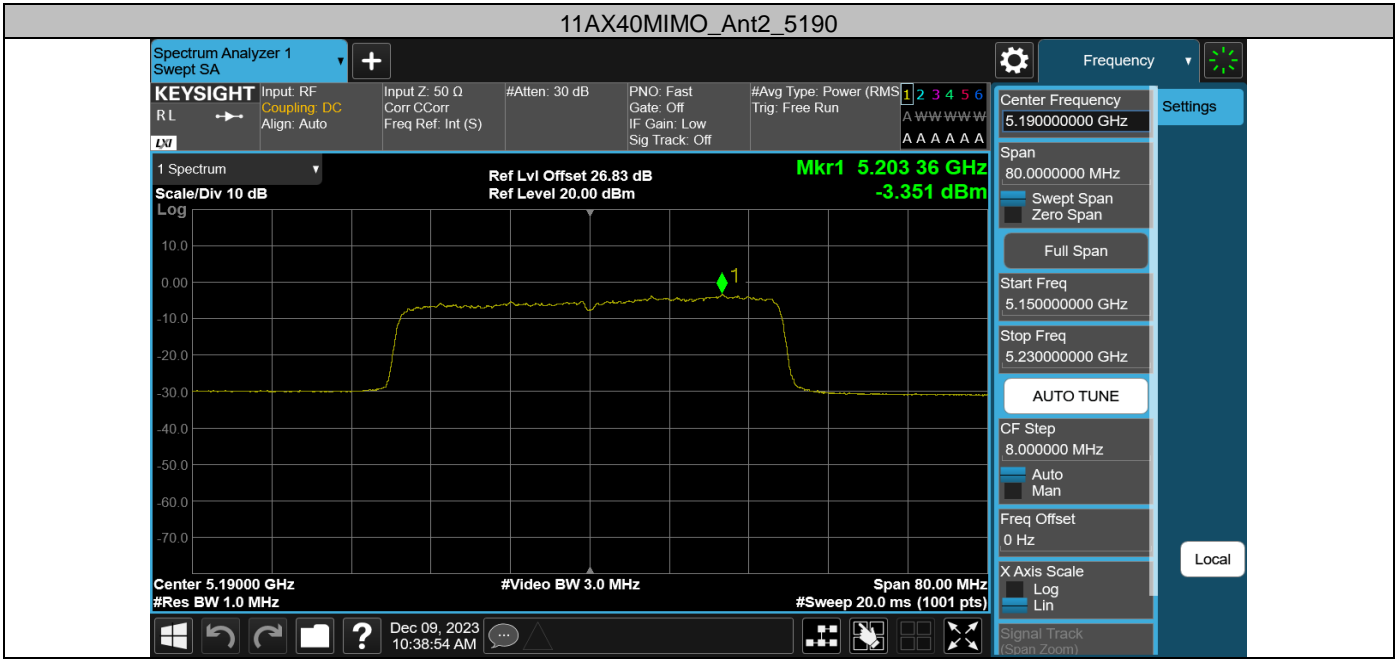 11AX40MIMO_Ant2_5190
Spectrum Analyzer 1
Swept SA
Frequency
KEYSIGHT
R L
LXI
Input: RF
Coupling: DC
Align: Auto
Input Z: 50 Ω
Corr CCorr
Freq Ref: Int (S)
#Atten: 30 dB
PNO: Fast
Gate: Off
IF Gain: Low
Sig Track: Off
#Avg Type: Power (RMS
Trig: Free Run
1 2 3 4 5 6
A W W W W W
A A A A A A
1 Spectrum
Scale/Div 10 dB
Log
Ref Lvl Offset 26.83 dB
Ref Level 20.00 dBm
Mkr1 5.203 36 GHz
-3.351 dBm
1
10.0
0.00
-10.0
-20.0
-30.0
-40.0
-50.0
-60.0
-70.0
Center 5.19000 GHz
#Video BW 3.0 MHz
Span 80.00 MHz
#Res BW 1.0 MHz
#Sweep 20.0 ms (1001 pts)
Dec 09, 2023
10:38:54 AM
Center Frequency
5.190000000 GHz
Span
80.0000000 MHz
Swept Span
Zero Span
Full Span
Start Freq
5.150000000 GHz
Stop Freq
5.230000000 GHz
AUTO TUNE
CF Step
8.000000 MHz
Auto
Man
Freq Offset
0 Hz
X Axis Scale
Log
Lin
Signal Track
(Span Zoom)
Settings
Local